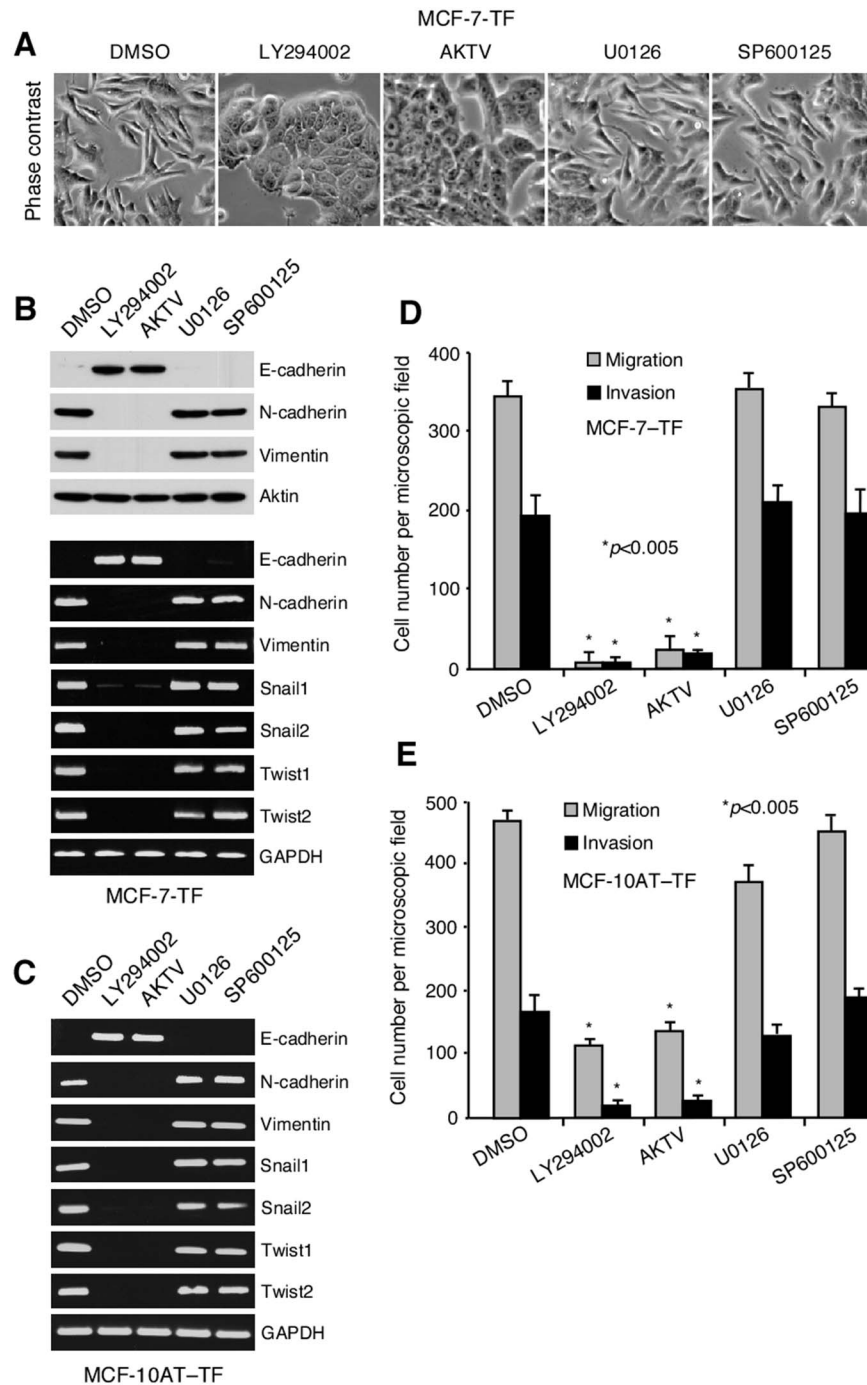 MCF-7-TF
A
DMSO LY294002 AKTV U0126 SP600125
Phase contrast
B
DMSO LY294002 AKTV U0126 SP600125
E-cadherin
N-cadherin
Vimentin
Aktin
E-cadherin
N-cadherin
Vimentin
Snail1
Snail2
Twist1
Twist2
GAPDH
MCF-7-TF
C
DMSO LY294002 AKTV U0126 SP600125
E-cadherin
N-cadherin
Vimentin
Snail1
Snail2
Twist1
Twist2
GAPDH
MCF-10AT–TF
D
Cell number per microscopic field
400
300
200
100
0
Migration
Invasion
MCF-7–TF
*p<0.005
* * * *
DMSO LY294002 AKTV U0126 SP600125
E
Cell number per microscopic field
500
400
300
200
100
0
Migration
Invasion
MCF-10AT–TF
*p<0.005
* * * *
DMSO LY294002 AKTV U0126 SP600125